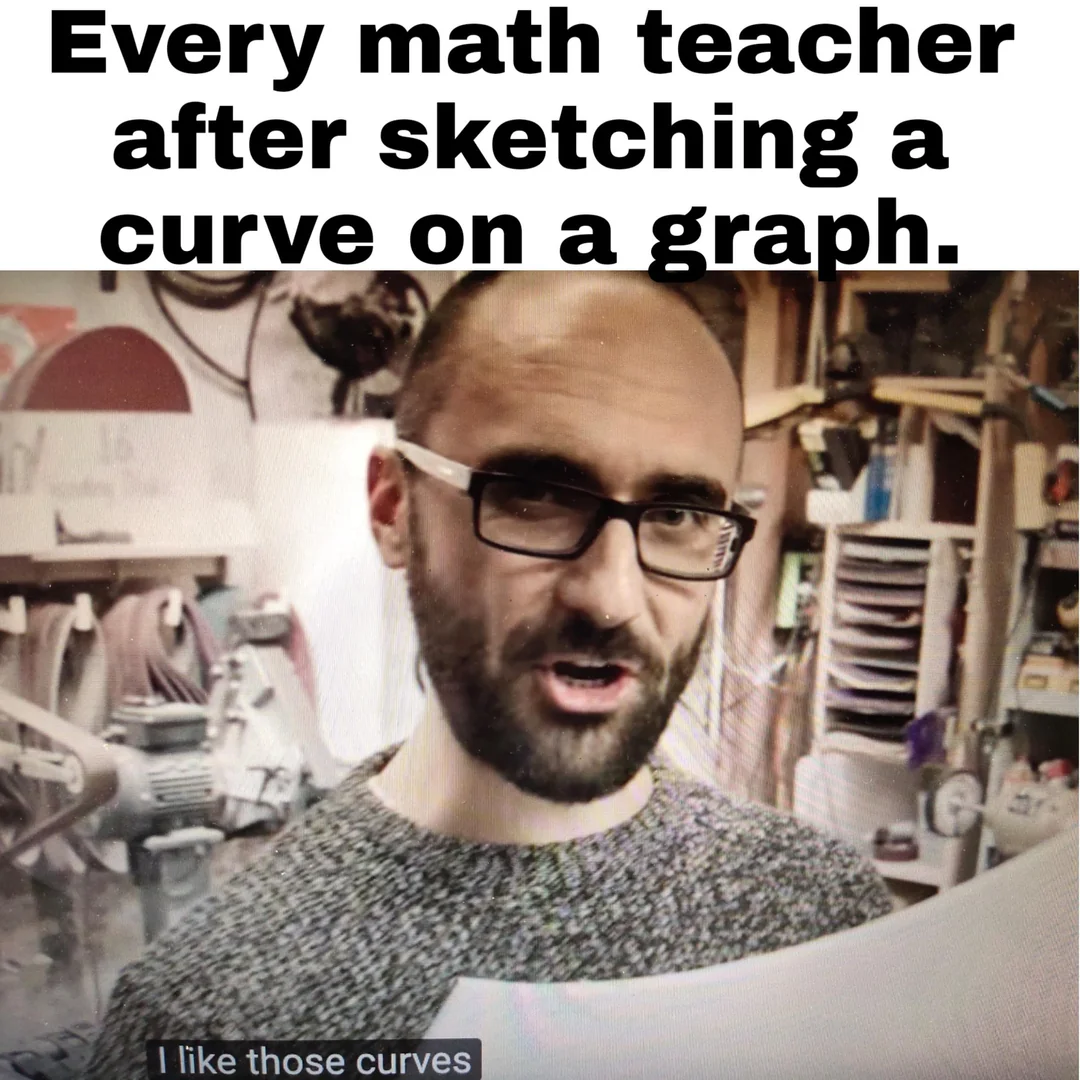 Every math teacher
after sketching a
curve on a graph.
I like those curves